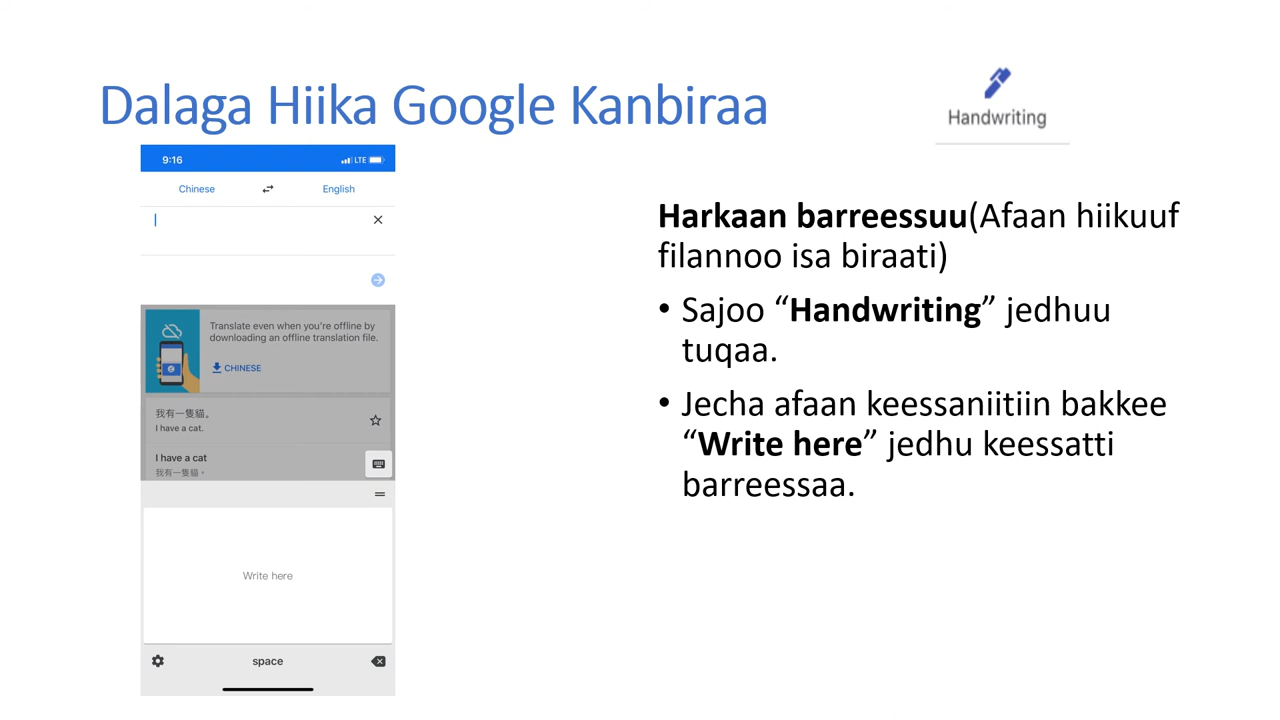 Dalaga Hiika Google Kanbiraa
Handwriting
9:16
LTE
Chinese
English
Translate even when you're offline by
downloading an offline translation file.
CHINESE
我有一隻貓。
I have a cat.
I have a cat
我有一隻貓。
Write here
space
Harkaan barreessuu(Afaan hiikuuf
filannoo isa biraati)
• Sajoo “Handwriting” jedhuu
tuqaa.
• Jecha afaan keessaniitiin bakkee
“Write here” jedhu keessatti
barreessaa.